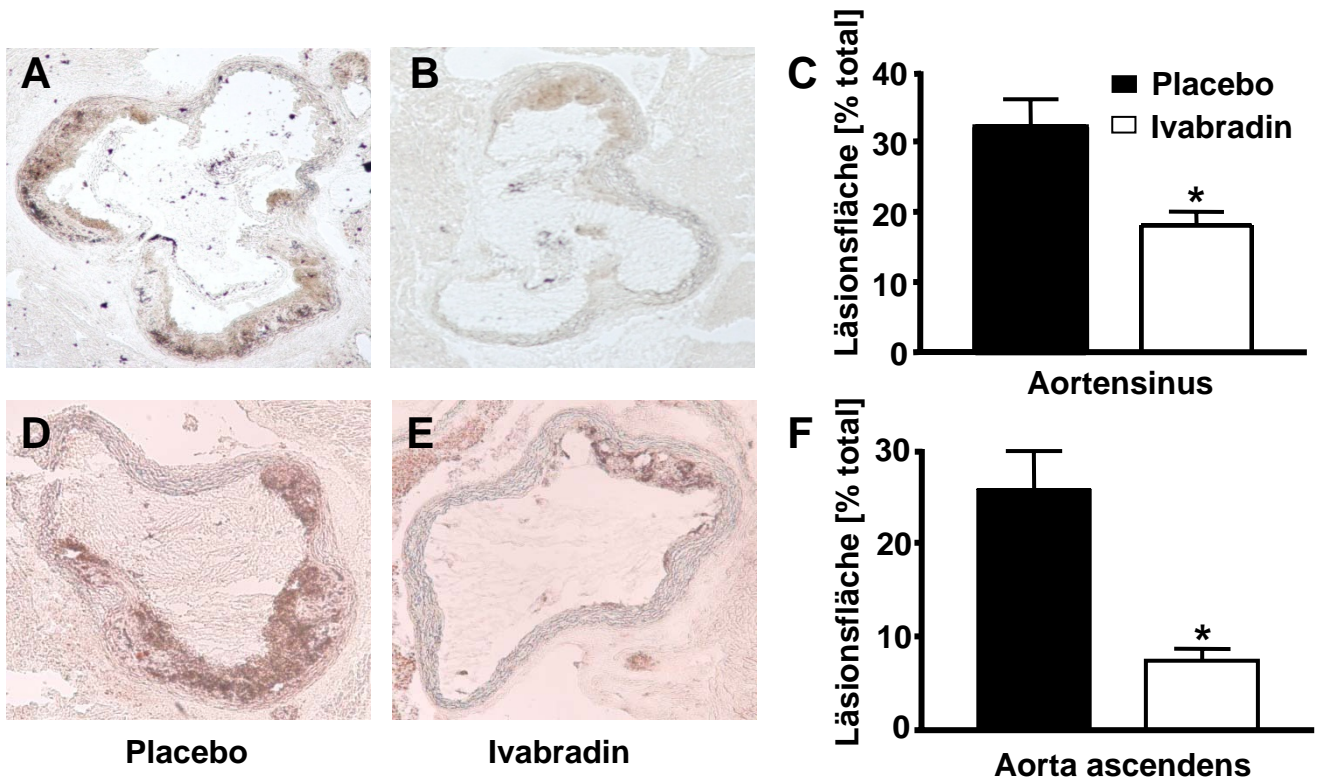 A
B
C
Läsionsfläche [% total]
40
30
20
10
0
Placebo
Ivabradin
*
Aortensinus
D
E
F
Läsionsfläche [% total]
30
20
10
0
*
Aorta ascendens
Placebo
Ivabradin